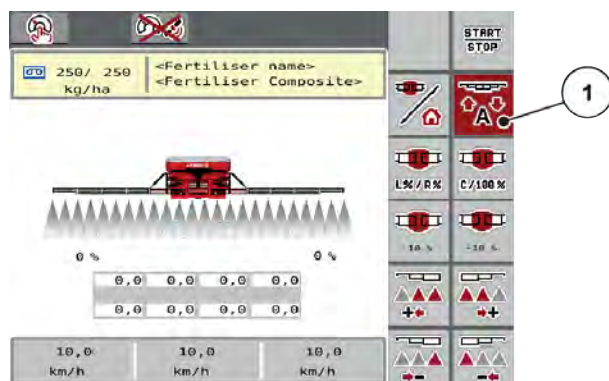 START
STOP
250/ 250
kg/ha
<Fertiliser name>
<Fertiliser Composite>
A
1
L%/R%
C/100%
-10 %
-10 %
0 %
0 %
0,0 0,0 0,0 0,0
0,0 0,0 0,0 0,0
10,0 10,0 10,0
km/h km/h km/h